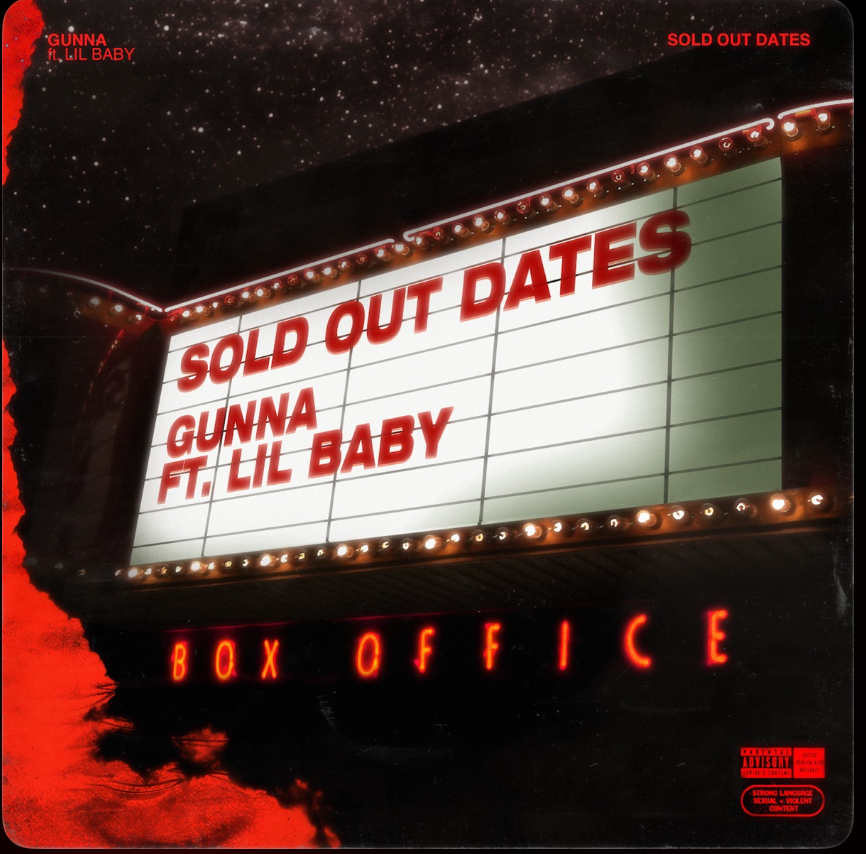 GUNNA
ft. LIL BABY
SOLD OUT DATES
SOLD OUT DATES
GUNNA
FT. LIL BABY
BOX OFFICE
PARENTAL
ADVISORY
EXPLICIT CONTENT
STRONG LANGUAGE
SEXUAL + VIOLENT
CONTENT